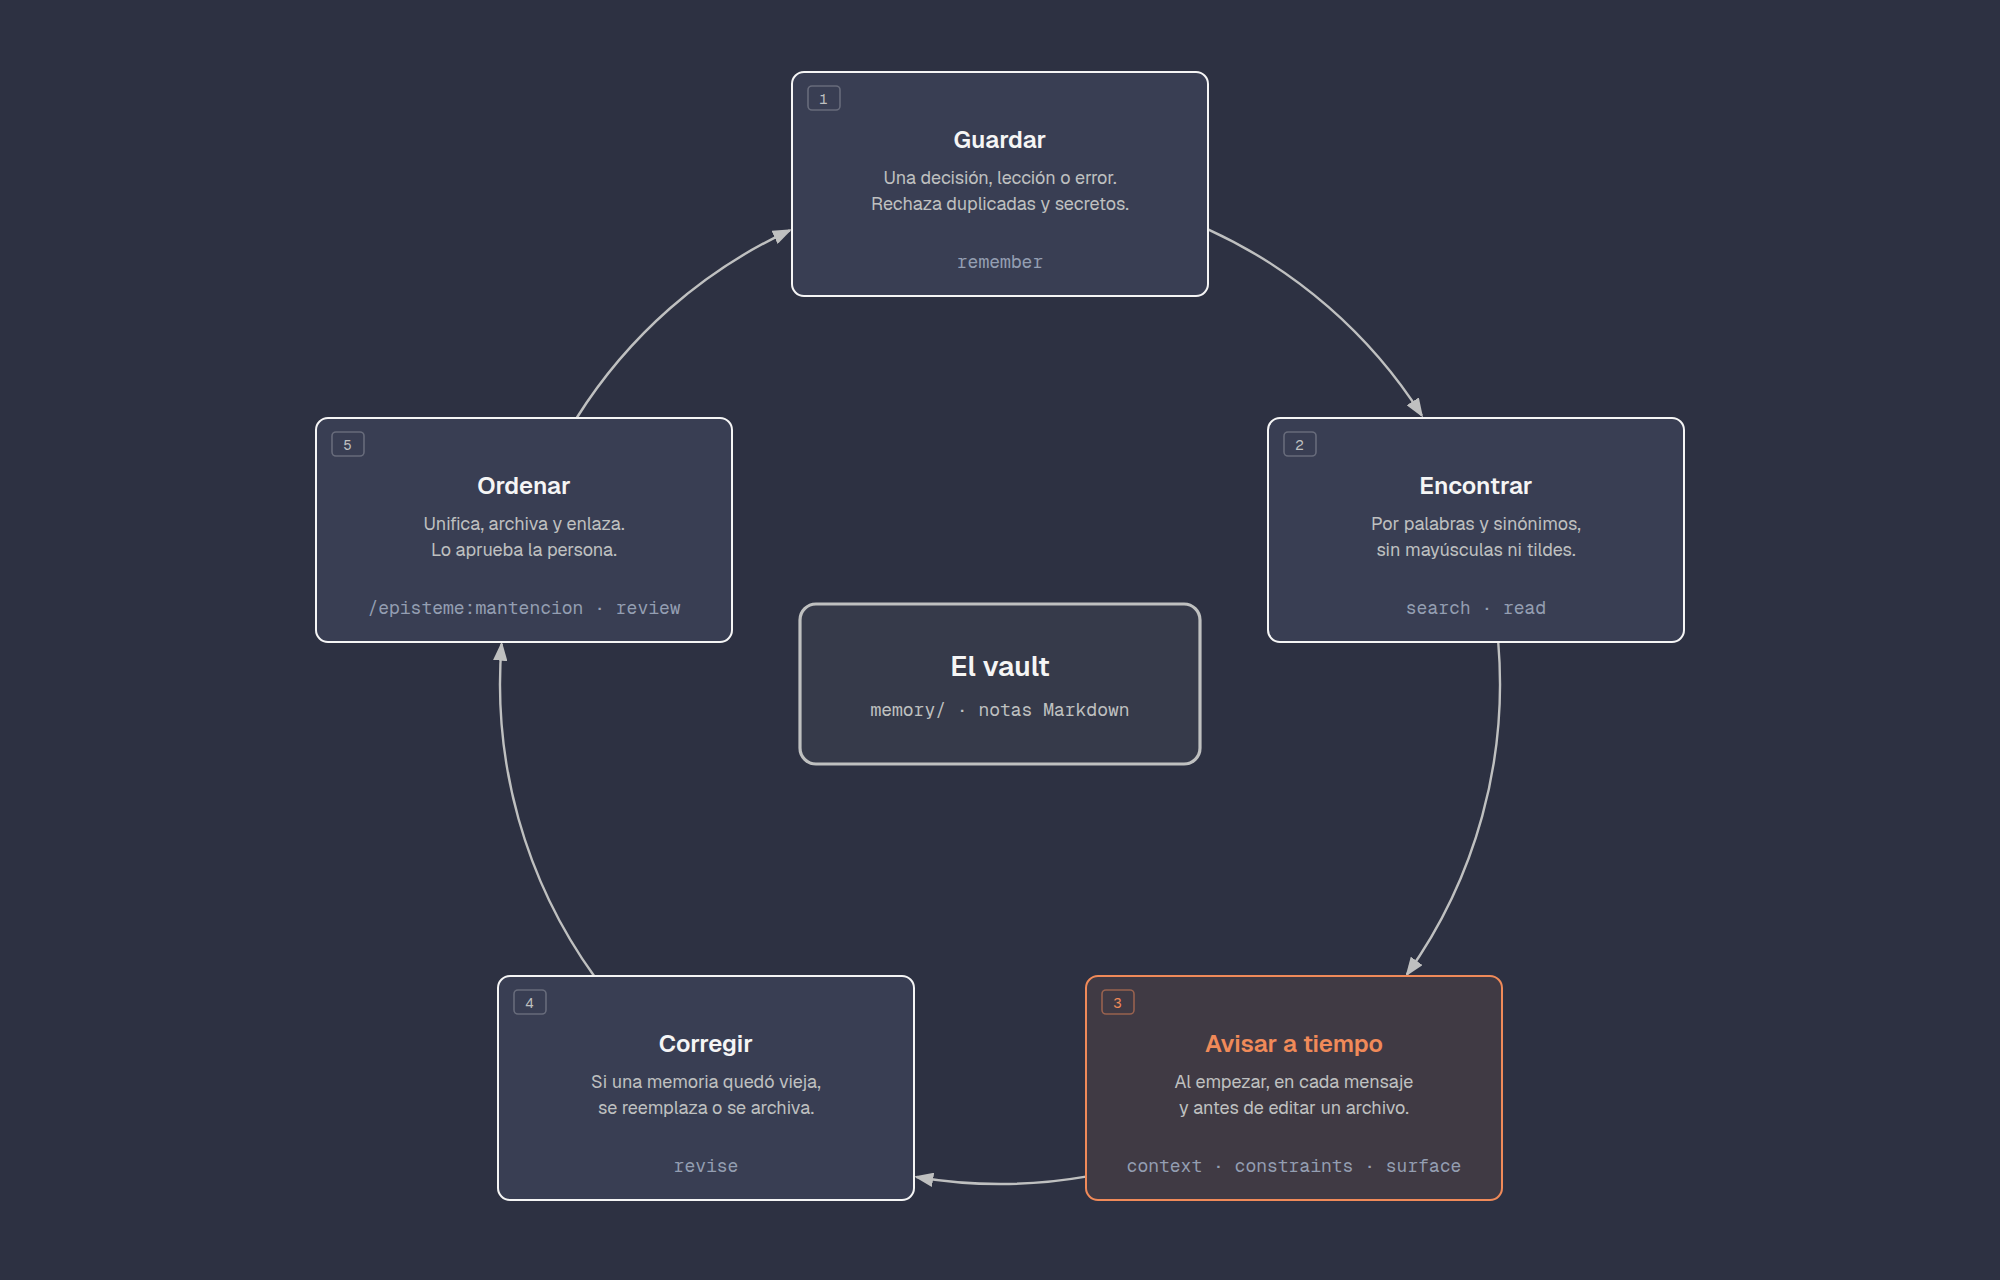 1
Guardar
Una decisión, lección o error.
Rechaza duplicadas y secretos.
remember
5
Ordenar
Unifica, archiva y enlaza.
Lo aprueba la persona.
/episteme:mantencion · review
2
Encontrar
Por palabras y sinónimos,
sin mayúsculas ni tildes.
search · read
El vault
memory/ · notas Markdown
4
Corregir
Si una memoria quedó vieja,
se reemplaza o se archiva.
revise
3
Avisar a tiempo
Al empezar, en cada mensaje
y antes de editar un archivo.
context · constraints · surface